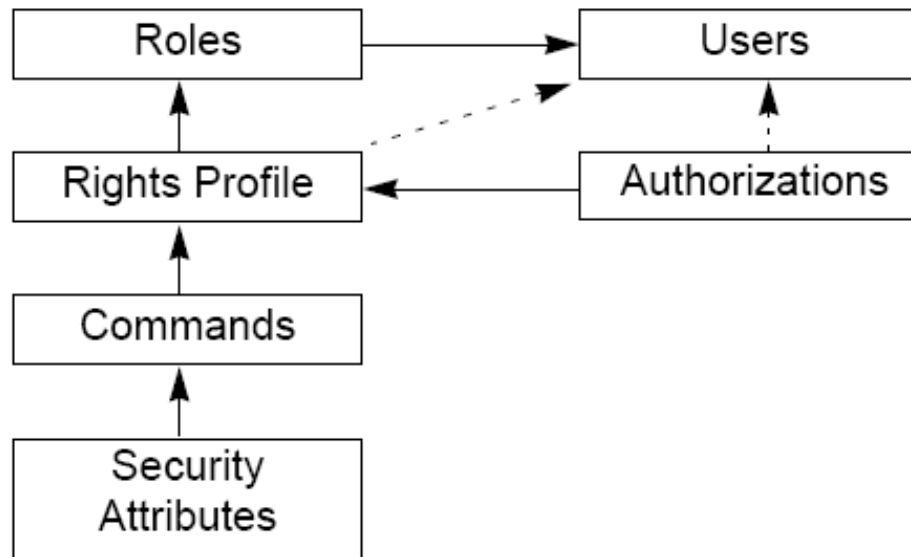 Roles
Users
Rights Profile
Authorizations
Commands
Security
Attributes